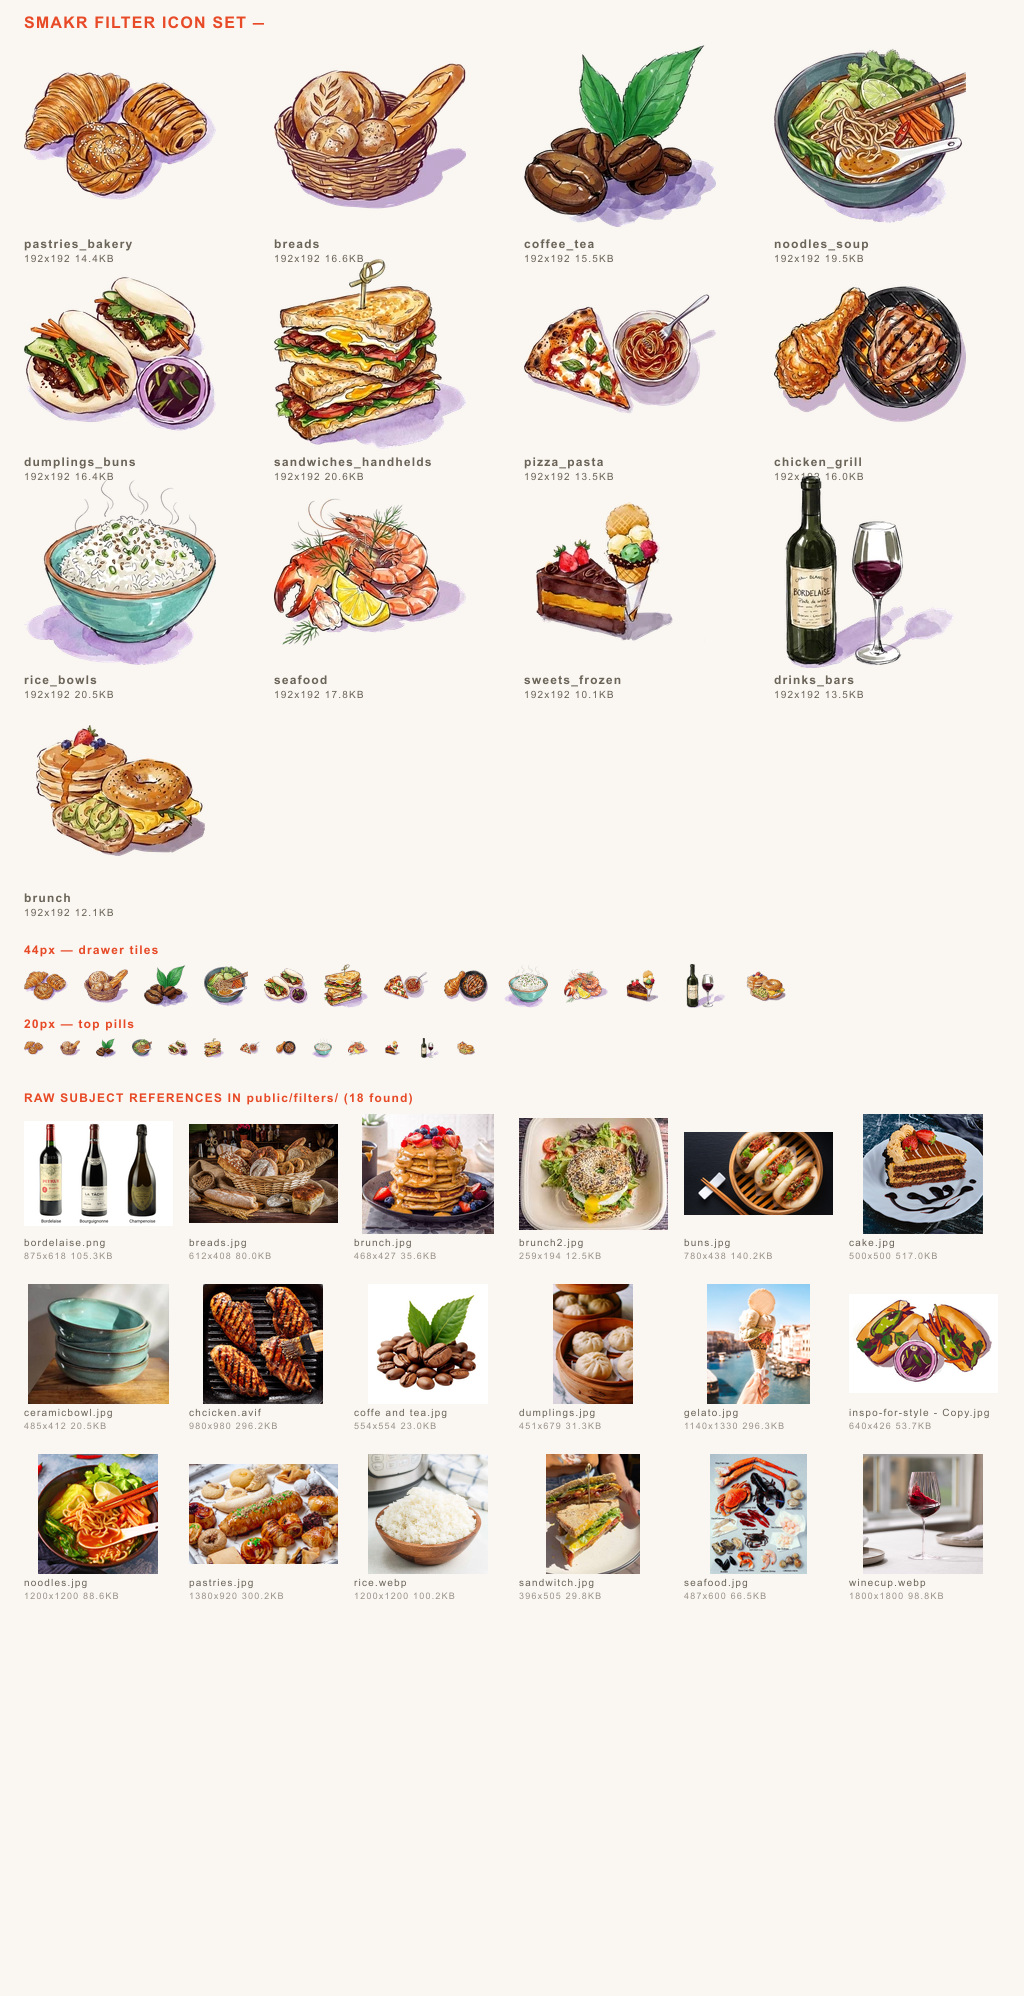 SMAKR FILTER ICON SET —
pastries_bakery
192x192 14.4KB
breads
192x192 16.6KB
coffee_tea
192x192 15.5KB
noodles_soup
192x192 19.5KB
dumplings_buns
192x192 16.4KB
sandwiches_handhelds
192x192 20.6KB
pizza_pasta
192x192 13.5KB
chicken_grill
192x192 16.0KB
BORDELAISE
rice_bowls
192x192 20.5KB
seafood
192x192 17.8KB
sweets_frozen
192x192 10.1KB
drinks_bars
192x192 13.5KB
brunch
192x192 12.1KB
44px — drawer tiles
20px — top pills
RAW SUBJECT REFERENCES IN public/filters/ (18 found)
Bordelaise
Bourguignonne
Champenoise
bordelaise.png
875x618 105.3KB
breads.jpg
612x408 80.0KB
brunch.jpg
468x427 35.6KB
brunch2.jpg
259x194 12.5KB
buns.jpg
780x438 140.2KB
cake.jpg
500x500 517.0KB
ceramicbowl.jpg
485x412 20.5KB
chcicken.avif
980x980 296.2KB
coffe and tea.jpg
554x554 23.0KB
dumplings.jpg
451x679 31.3KB
gelato.jpg
1140x1330 296.3KB
inspo-for-style - Copy.jpg
640x426 53.7KB
noodles.jpg
1200x1200 88.6KB
pastries.jpg
1380x920 300.2KB
rice.webp
1200x1200 100.2KB
sandwitch.jpg
396x505 29.8KB
seafood.jpg
487x600 66.5KB
winecup.webp
1800x1800 98.8KB